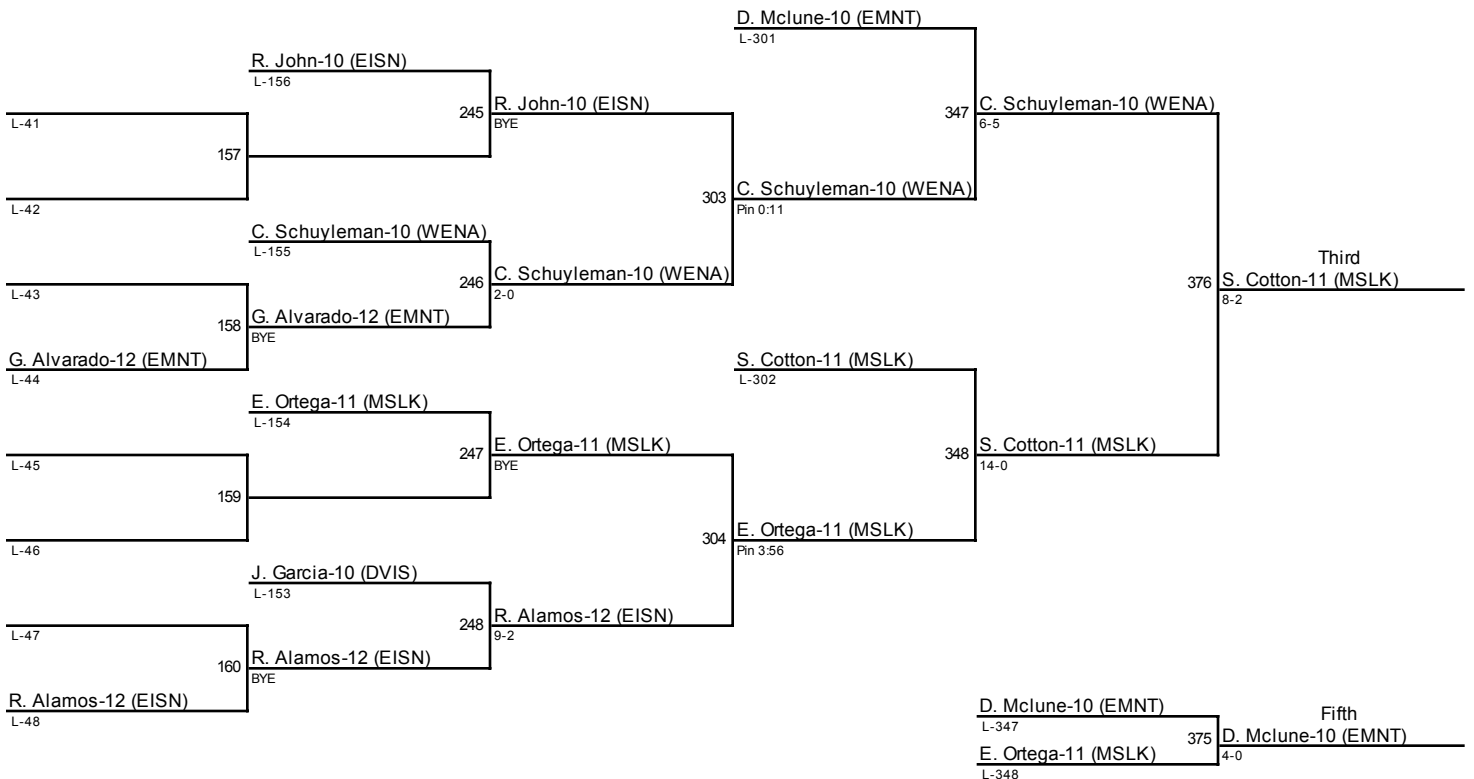 D. Mclune-10 (EMNT)
L-301
R. John-10 (EISN)
L-156
245 R. John-10 (EISN)
BYE
347 C. Schuyleman-10 (WENA)
6-5
L-41
157
L-42
303 C. Schuyleman-10 (WENA)
Pin 0:11
C. Schuyleman-10 (WENA)
L-155
246 C. Schuyleman-10 (WENA)
2-0
Third
376 S. Cotton-11 (MSLK)
8-2
L-43
158 G. Alvarado-12 (EMNT)
BYE
G. Alvarado-12 (EMNT)
L-44
S. Cotton-11 (MSLK)
L-302
E. Ortega-11 (MSLK)
L-154
247 E. Ortega-11 (MSLK)
BYE
348 S. Cotton-11 (MSLK)
14-0
L-45
159
L-46
304 E. Ortega-11 (MSLK)
Pin 3:56
J. Garcia-10 (DVIS)
L-153
248 R. Alamos-12 (EISN)
9-2
L-47
160 R. Alamos-12 (EISN)
BYE
R. Alamos-12 (EISN)
L-48
D. Mclune-10 (EMNT)
L-347
Fifth
375 D. Mclune-10 (EMNT)
4-0
E. Ortega-11 (MSLK)
L-348